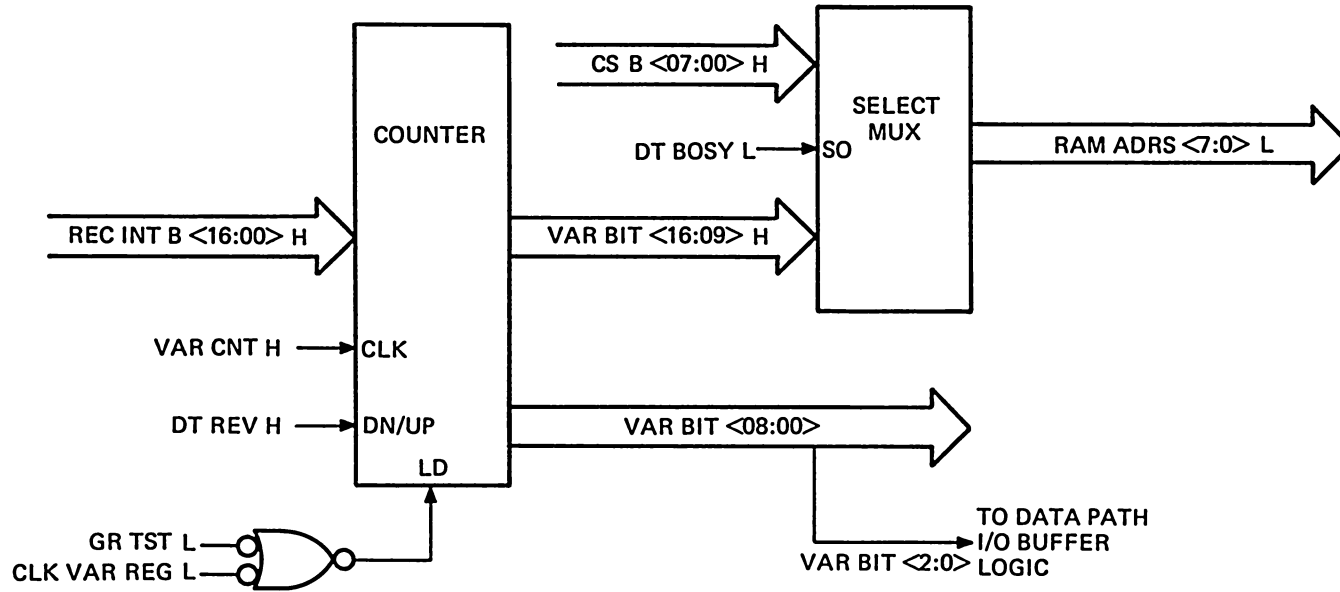 CS B <07:00> H
SELECT
MUX
COUNTER
DT BOSY L
SO
RAM ADRS <7:0> L
REC INT B <16:00> H
VAR BIT <16:09> H
VAR CNT H
CLK
DT REV H
DN/UP
VAR BIT <08:00>
LD
GR TST L
CLK VAR REG L
TO DATA PATH
I/O BUFFER
LOGIC
VAR BIT <2:0>